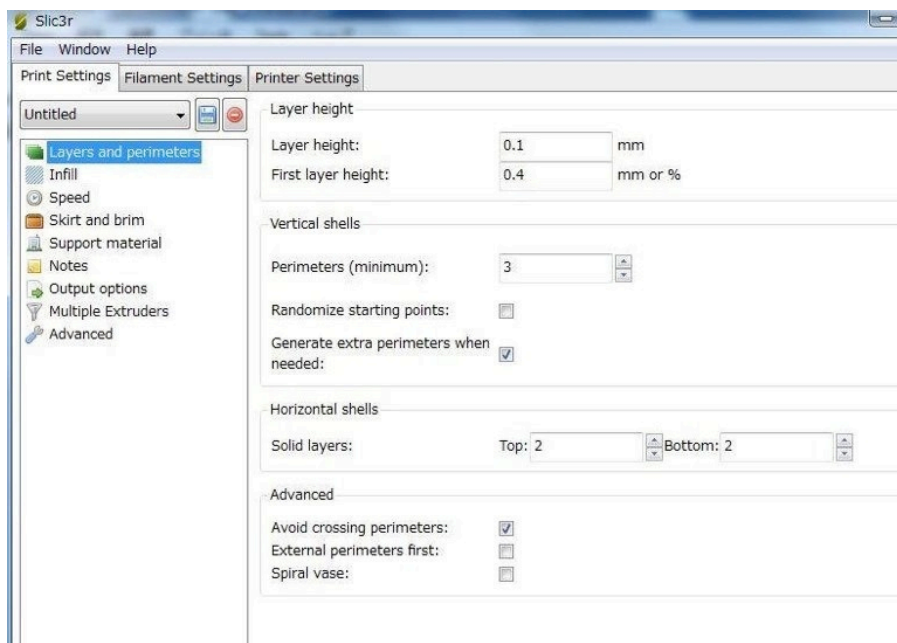 Slic3r
File Window Help
Print Settings Filament Settings Printer Settings
Untitled
Layers and perimeters
Infill
Speed
Skirt and brim
Support material
Notes
Output options
Multiple Extruders
Advanced
Layer height
Layer height: 0.1 mm
First layer height: 0.4 mm or %
Vertical shells
Perimeters (minimum): 3
Randomize starting points:
Generate extra perimeters when
needed:
Horizontal shells
Solid layers: Top: 2 Bottom: 2
Advanced
Avoid crossing perimeters:
External perimeters first:
Spiral vase: